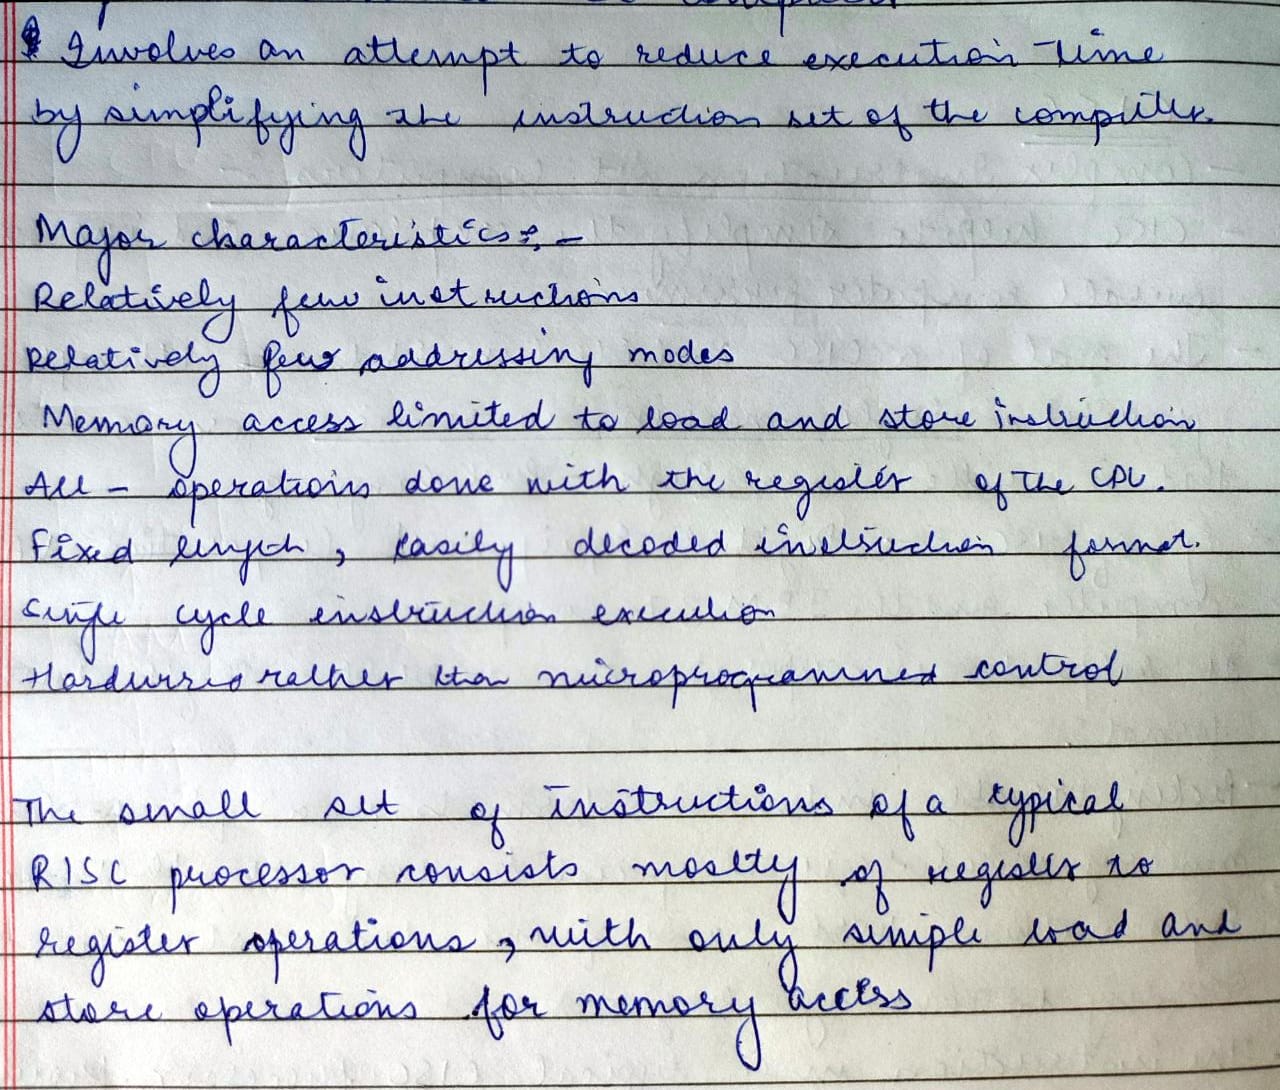 Involves an attempt to reduce execution time
by simplifying the instruction set of the compiter.
Major characteristics :-
Relatively few instructions
Relatively few addressing modes
Memory access limited to load and store instruction
All - operations done with the register of the CPU.
Fixed length, easily decoded instruction format.
Single cycle instruction execution
Hardwired rather than microprogrammed control
The small set of instructions of a typical
RISC processor consists mostly of register to
register operations, with only simple load and
store operations for memory access